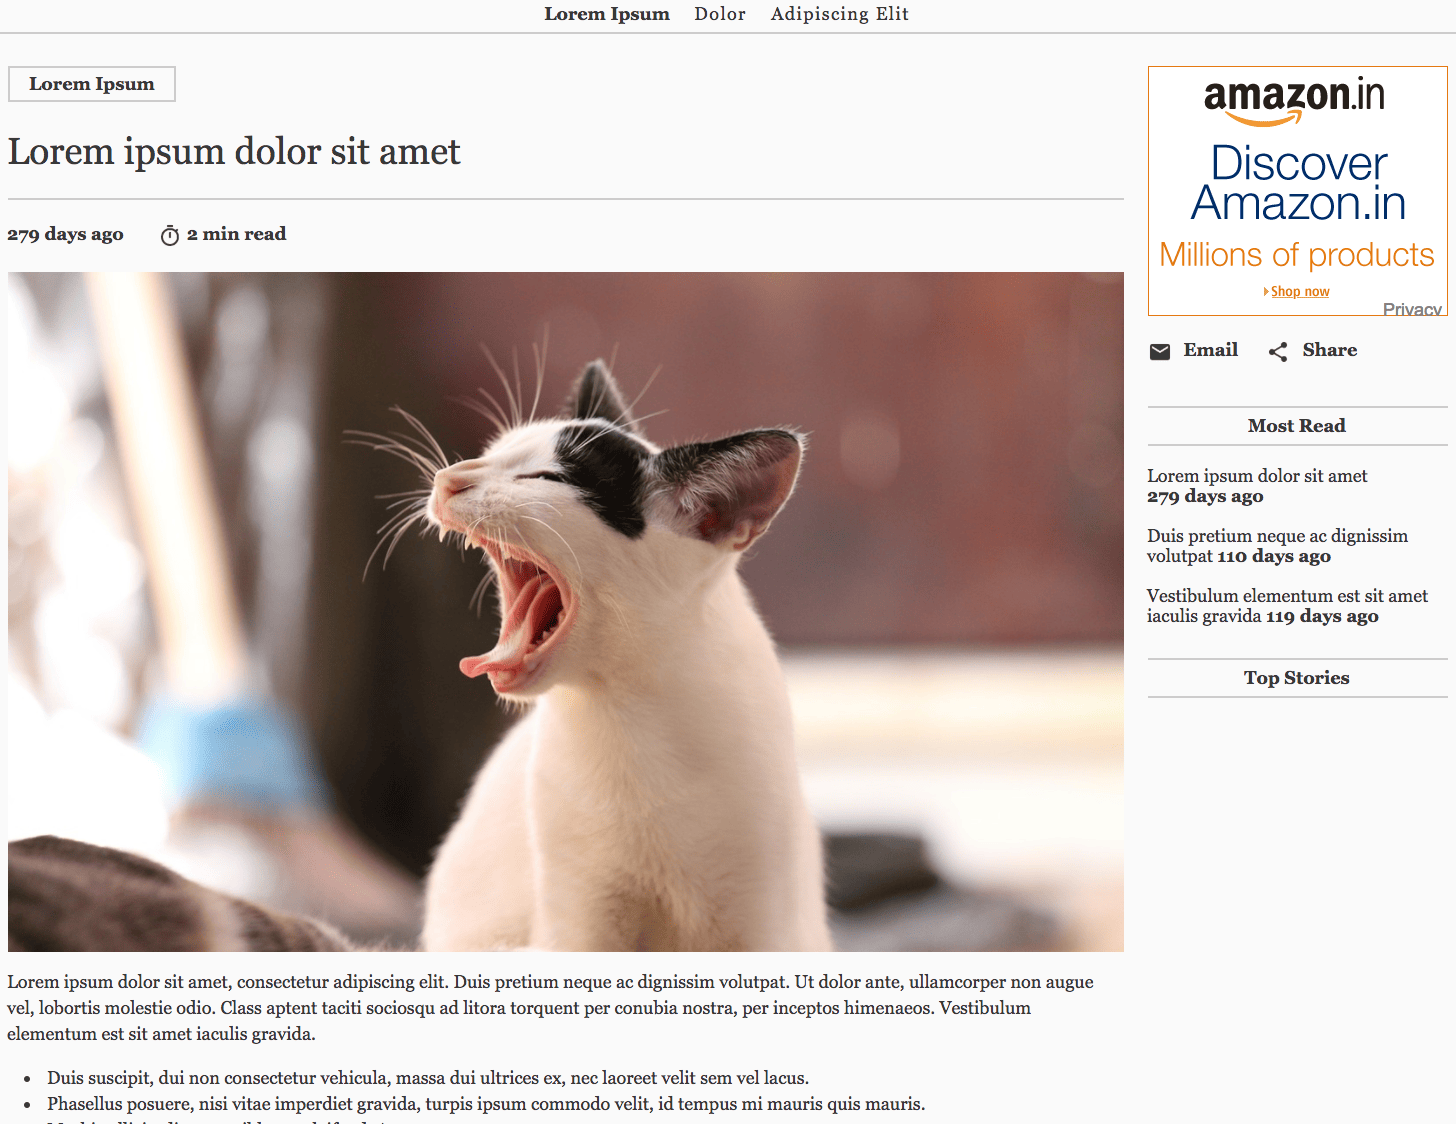 Lorem Ipsum Dolor Adipiscing Elit
Lorem Ipsum
Lorem ipsum dolor sit amet
279 days ago 2 min read
Lorem ipsum dolor sit amet, consectetur adipiscing elit. Duis pretium neque ac dignissim volutpat. Ut dolor ante, ullamcorper non augue
vel, lobortis molestie odio. Class aptent taciti sociosqu ad litora torquent per conubia nostra, per inceptos himenaeos. Vestibulum
elementum est sit amet iaculis gravida.
• Duis suscipit, dui non consectetur vehicula, massa dui ultrices ex, nec laoreet velit sem vel lacus.
• Phasellus posuere, nisi vitae imperdiet gravida, turpis ipsum commodo velit, id tempus mi mauris quis mauris.
amazon.in
Discover
Amazon.in
Millions of products
Shop now
Privacy
Email Share
Most Read
Lorem ipsum dolor sit amet
279 days ago
Duis pretium neque ac dignissim
volutpat 110 days ago
Vestibulum elementum est sit amet
iaculis gravida 119 days ago
Top Stories